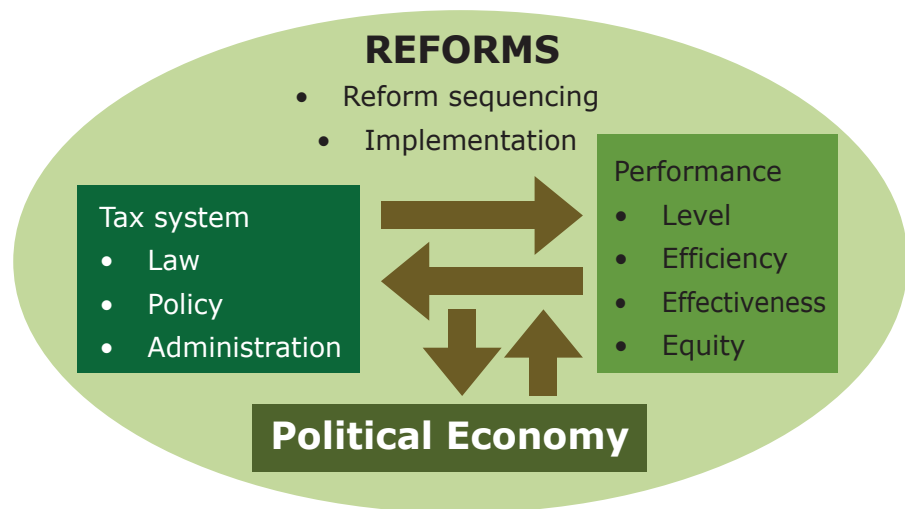 REFORMS
• Reform sequencing
• Implementation
Tax system
• Law
• Policy
• Administration
Performance
• Level
• Efficiency
• Effectiveness
• Equity
Political Economy